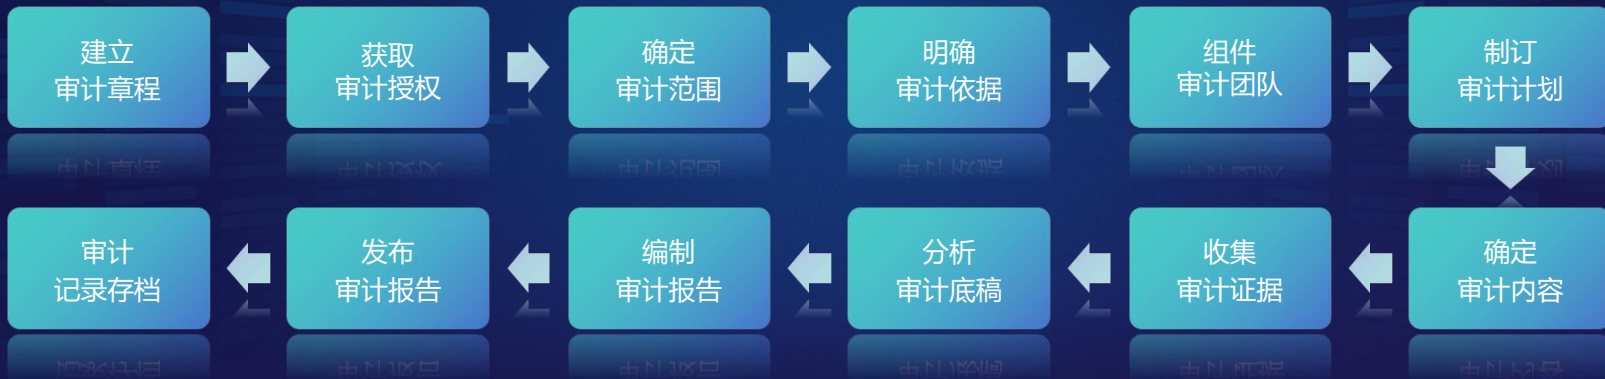 建立
审计章程
获取
审计授权
确定
审计范围
明确
审计依据
组件
审计团队
制订
审计计划
确定
审计内容
收集
审计证据
分析
审计底稿
编制
审计报告
发布
审计报告
审计
记录存档